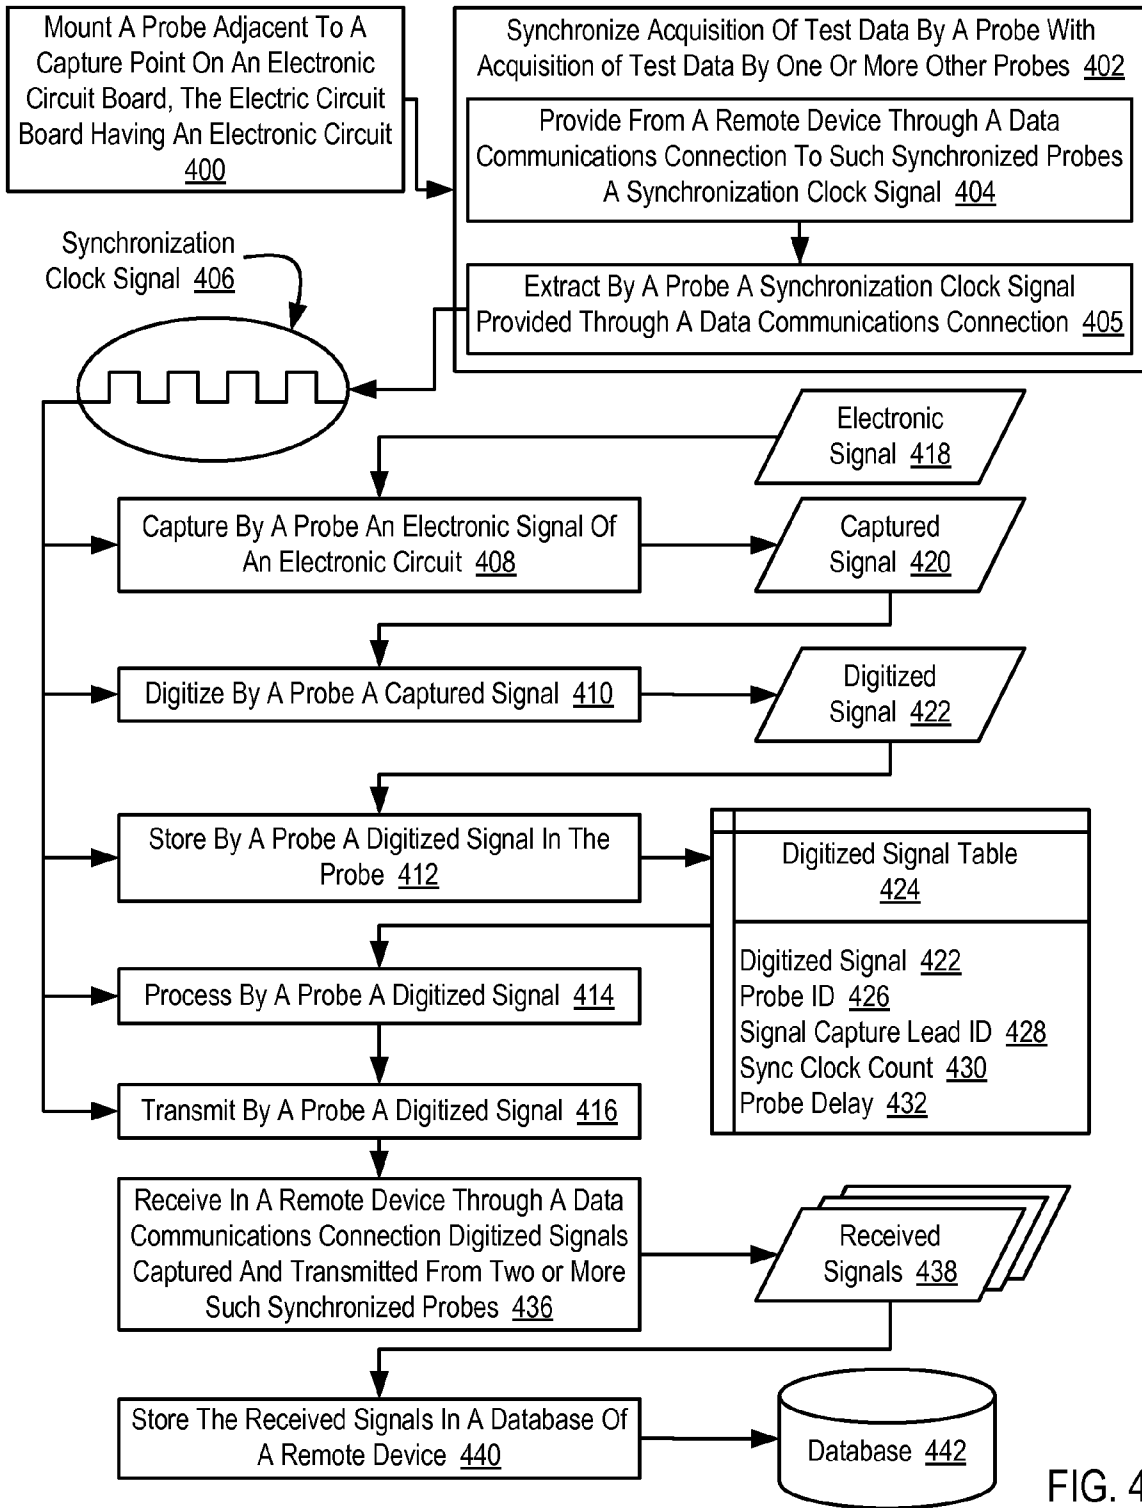 Mount A Probe Adjacent To A
Capture Point On An Electronic
Circuit Board, The Electric Circuit
Board Having An Electronic Circuit
400
Synchronize Acquisition Of Test Data By A Probe With
Acquisition of Test Data By One Or More Other Probes 402
Provide From A Remote Device Through A Data
Communications Connection To Such Synchronized Probes
A Synchronization Clock Signal 404
Extract By A Probe A Synchronization Clock Signal
Provided Through A Data Communications Connection 405
Synchronization
Clock Signal 406
Electronic
Signal 418
Capture By A Probe An Electronic Signal Of
An Electronic Circuit 408
Captured
Signal 420
Digitize By A Probe A Captured Signal 410
Digitized
Signal 422
Store By A Probe A Digitized Signal In The
Probe 412
Digitized Signal Table
424
Digitized Signal 422
Probe ID 426
Signal Capture Lead ID 428
Sync Clock Count 430
Probe Delay 432
Process By A Probe A Digitized Signal 414
Transmit By A Probe A Digitized Signal 416
Receive In A Remote Device Through A Data
Communications Connection Digitized Signals
Captured And Transmitted From Two or More
Such Synchronized Probes 436
Received
Signals 438
Store The Received Signals In A Database Of
A Remote Device 440
Database 442
FIG. 4